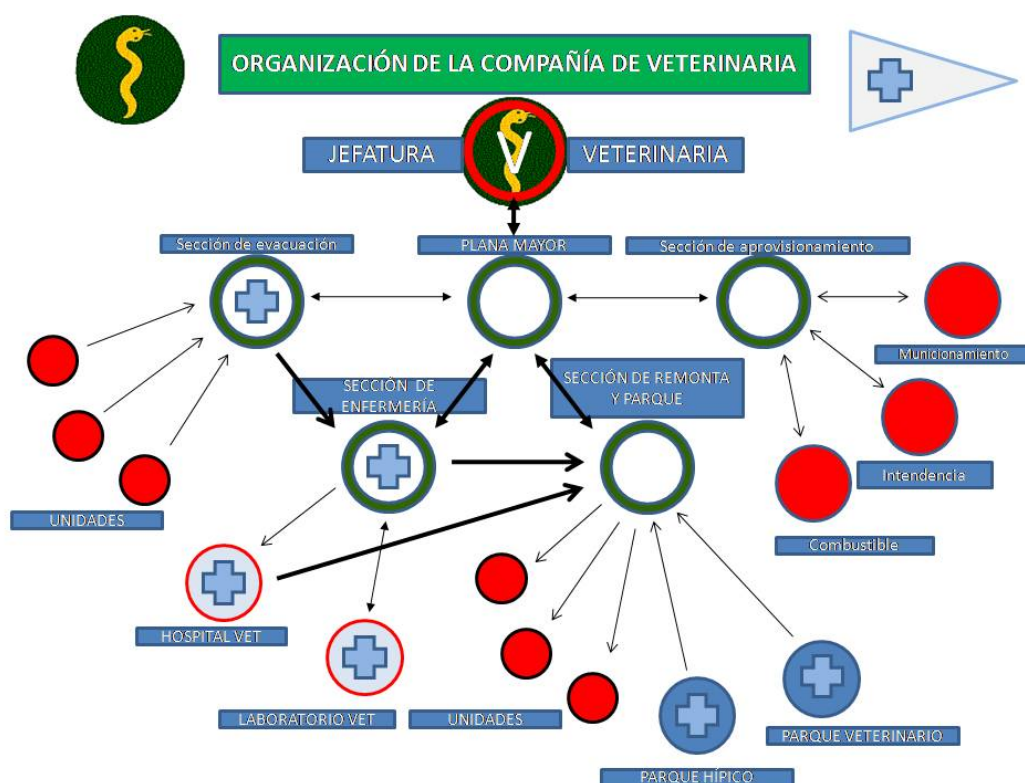 ORGANIZACIÓN DE LA COMPAÑÍA DE VETERINARIA
JEFATURA
V
VETERINARIA
Sección de evacuación
PLANA MAYOR
Sección de aprovisionamiento
Municionamiento
SECCIÓN DE
ENFERMERÍA
SECCIÓN DE REMONTA
Y PARQUE
Intendencia
UNIDADES
Combustible
HOSPITAL VET
LABORATORIO VET
UNIDADES
PARQUE VETERINARIO
PARQUE HÍPICO